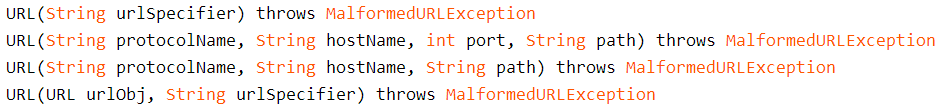 URL(String urlSpecifier) throws MalformedURLException
URL(String protocolName, String hostName, int port, String path) throws MalformedURLException
URL(String protocolName, String hostName, String path) throws MalformedURLException
URL(URL urlObj, String urlSpecifier) throws MalformedURLException